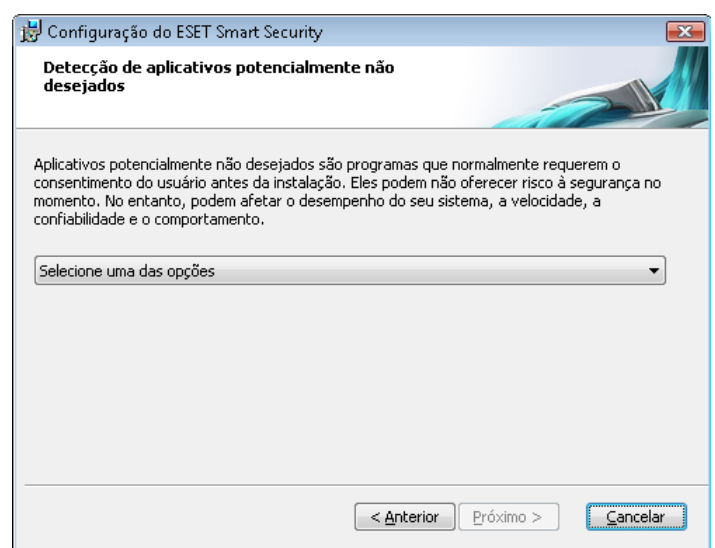 Configuração do ESET Smart Security
Detecção de aplicativos potencialmente não
desejados
Aplicativos potencialmente não desejados são programas que normalmente requerem o
consentimento do usuário antes da instalação. Eles podem não oferecer risco à segurança no
momento. No entanto, podem afetar o desempenho do seu sistema, a velocidade, a
confiabilidade e o comportamento.
Selecione uma das opções
< Anterior Próximo > Cancelar